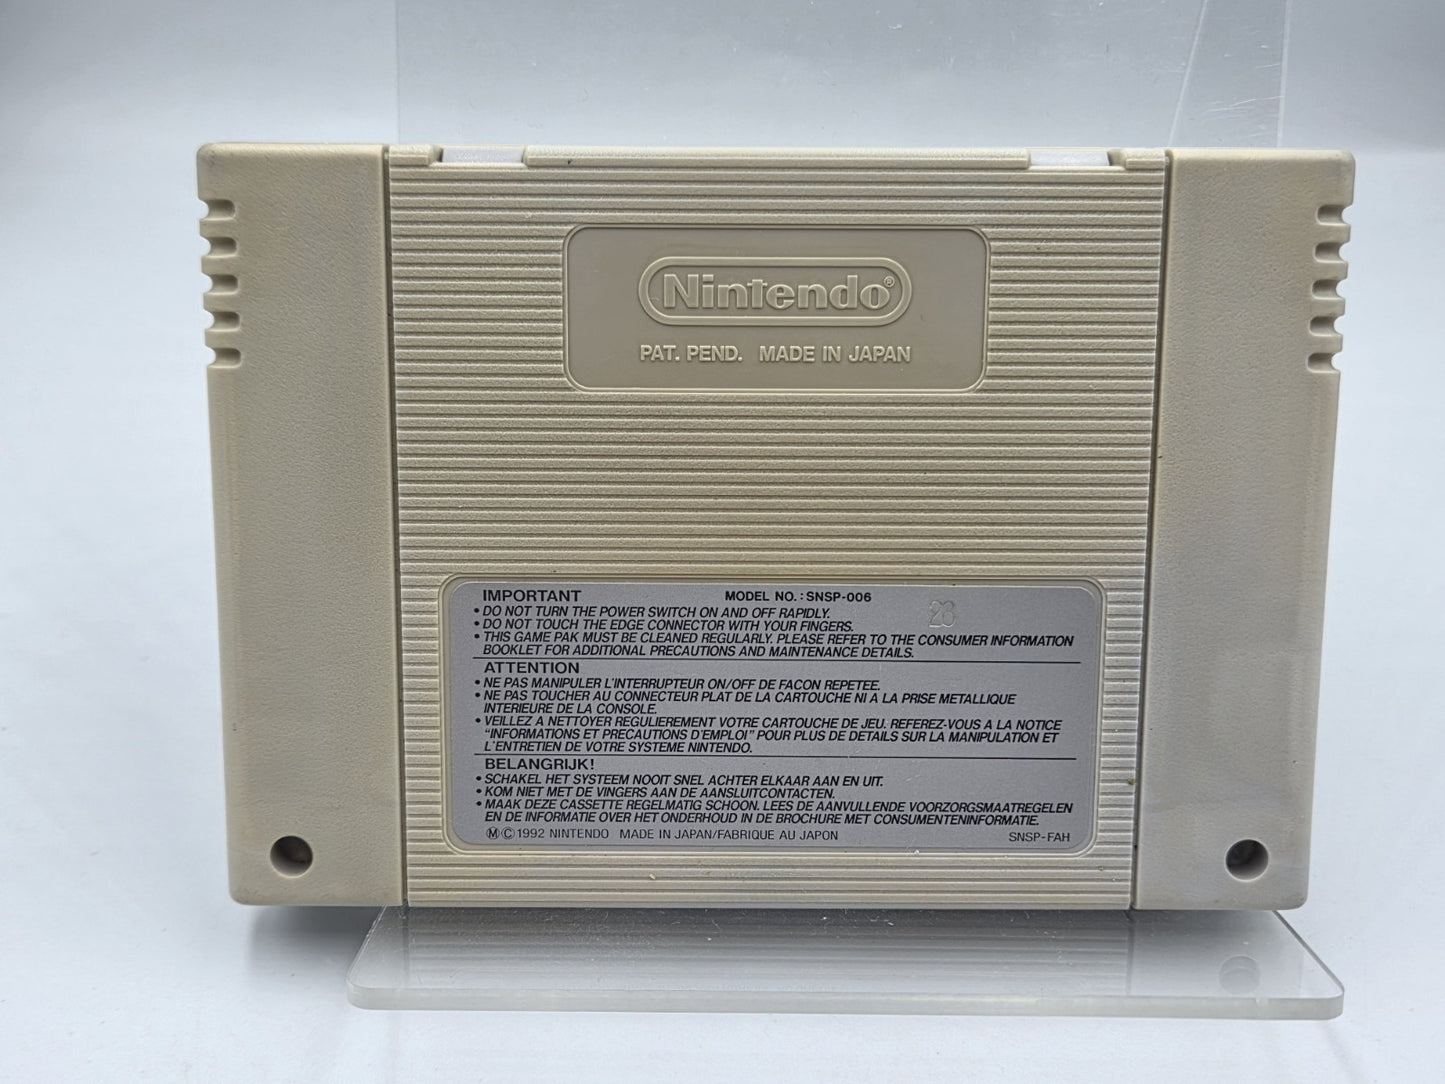 Nintendo®
PAT. PEND. MADE IN JAPAN
IMPORTANT MODEL NO. : SNSP-006
• DO NOT TURN THE POWER SWITCH ON AND OFF RAPIDLY.
• DO NOT TOUCH THE EDGE CONNECTOR WITH YOUR FINGERS.
23
• THIS GAME PAK MUST BE CLEANED REGULARLY. PLEASE REFER TO THE CONSUMER INFORMATION
BOOKLET FOR ADDITIONAL PRECAUTIONS AND MAINTENANCE DETAILS.
ATTENTION
• NE PAS MANIPULER L'INTERRUPTEUR ON/OFF DE FACON REPETEE.
• NE PAS TOUCHER AU CONNECTEUR PLAT DE LA CARTOUCHE NI A LA PRISE METALLIQUE
INTERIEURE DE LA CONSOLE.
• VEILLEZ A NETTOYER REGULIEREMENT VOTRE CARTOUCHE DE JEU. REFEREZ-VOUS A LA NOTICE
"INFORMATIONS ET PRECAUTIONS D'EMPLOI" POUR PLUS DE DETAILS SUR LA MANIPULATION ET
L'ENTRETIEN DE VOTRE SYSTEME NINTENDO.
BELANGRIJK!
• SCHAKEL HET SYSTEEM NOOIT SNEL ACHTER ELKAAR AAN EN UIT.
• KOM NIET MET DE VINGERS AAN DE AANSLUITCONTACTEN.
• MAAK DEZE CASSETTE REGELMATIG SCHOON. LEES DE AANVULLENDE VOORZORGSMAATREGELEN
EN DE INFORMATIE OVER HET ONDERHOUD IN DE BROCHURE MET CONSUMENTENINFORMATIE.
Ⓜ©1992 NINTENDO MADE IN JAPAN/FABRIQUE AU JAPON SNSP-FAH